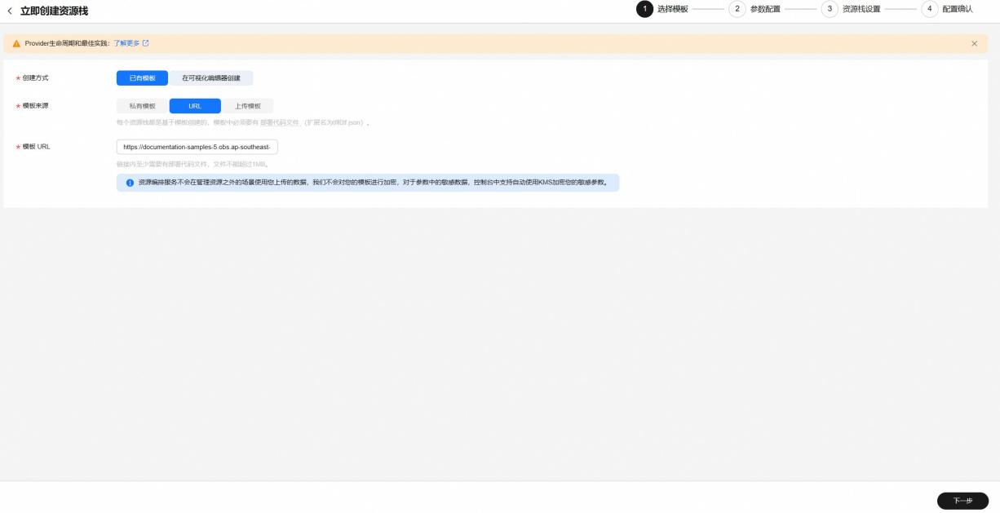 立即创建资源栈
1 选择模板 2 参数配置 3 资源栈设置 4 配置确认
Provider生命周期和最佳实践：了解更多
* 创建方式 已有模板 在可视化编辑器创建
* 模板来源 私有模板 URL 上传模板
每个资源栈都是基于模板创建的，模板中必须要有 部署代码文件 （扩展名为tf和tf.json）。
* 模板 URL https://documentation-samples-5.obs.ap-southeast-
链接内至少需要有部署代码文件，文件不能超过1MB。
资源编排服务不会在管理资源之外的场景使用您上传的数据，我们不会对您的模板进行加密，对于参数中的敏感数据，控制台中支持自动使用KMS加密您的敏感参数。
下一步